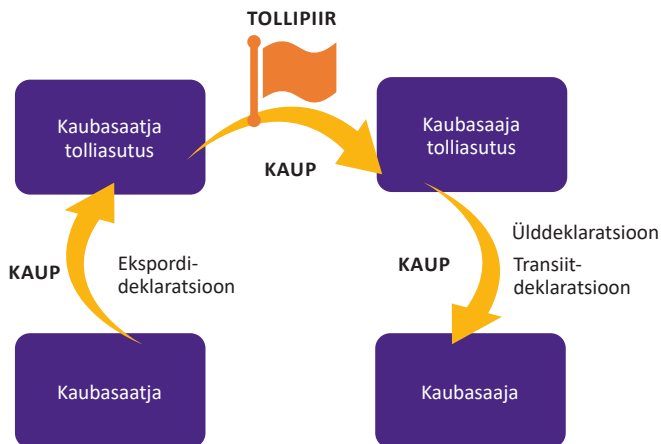 TOLLIPIIR
Kaubasaatja
tolliasutus
Kaubasaaja
tolliasutus
KAUP
KAUP
Ekspordi-
deklaratsioon
KAUP
Ülddeklaratsioon
Transiit-
deklaratsioon
Kaubasaatja
Kaubasaaja